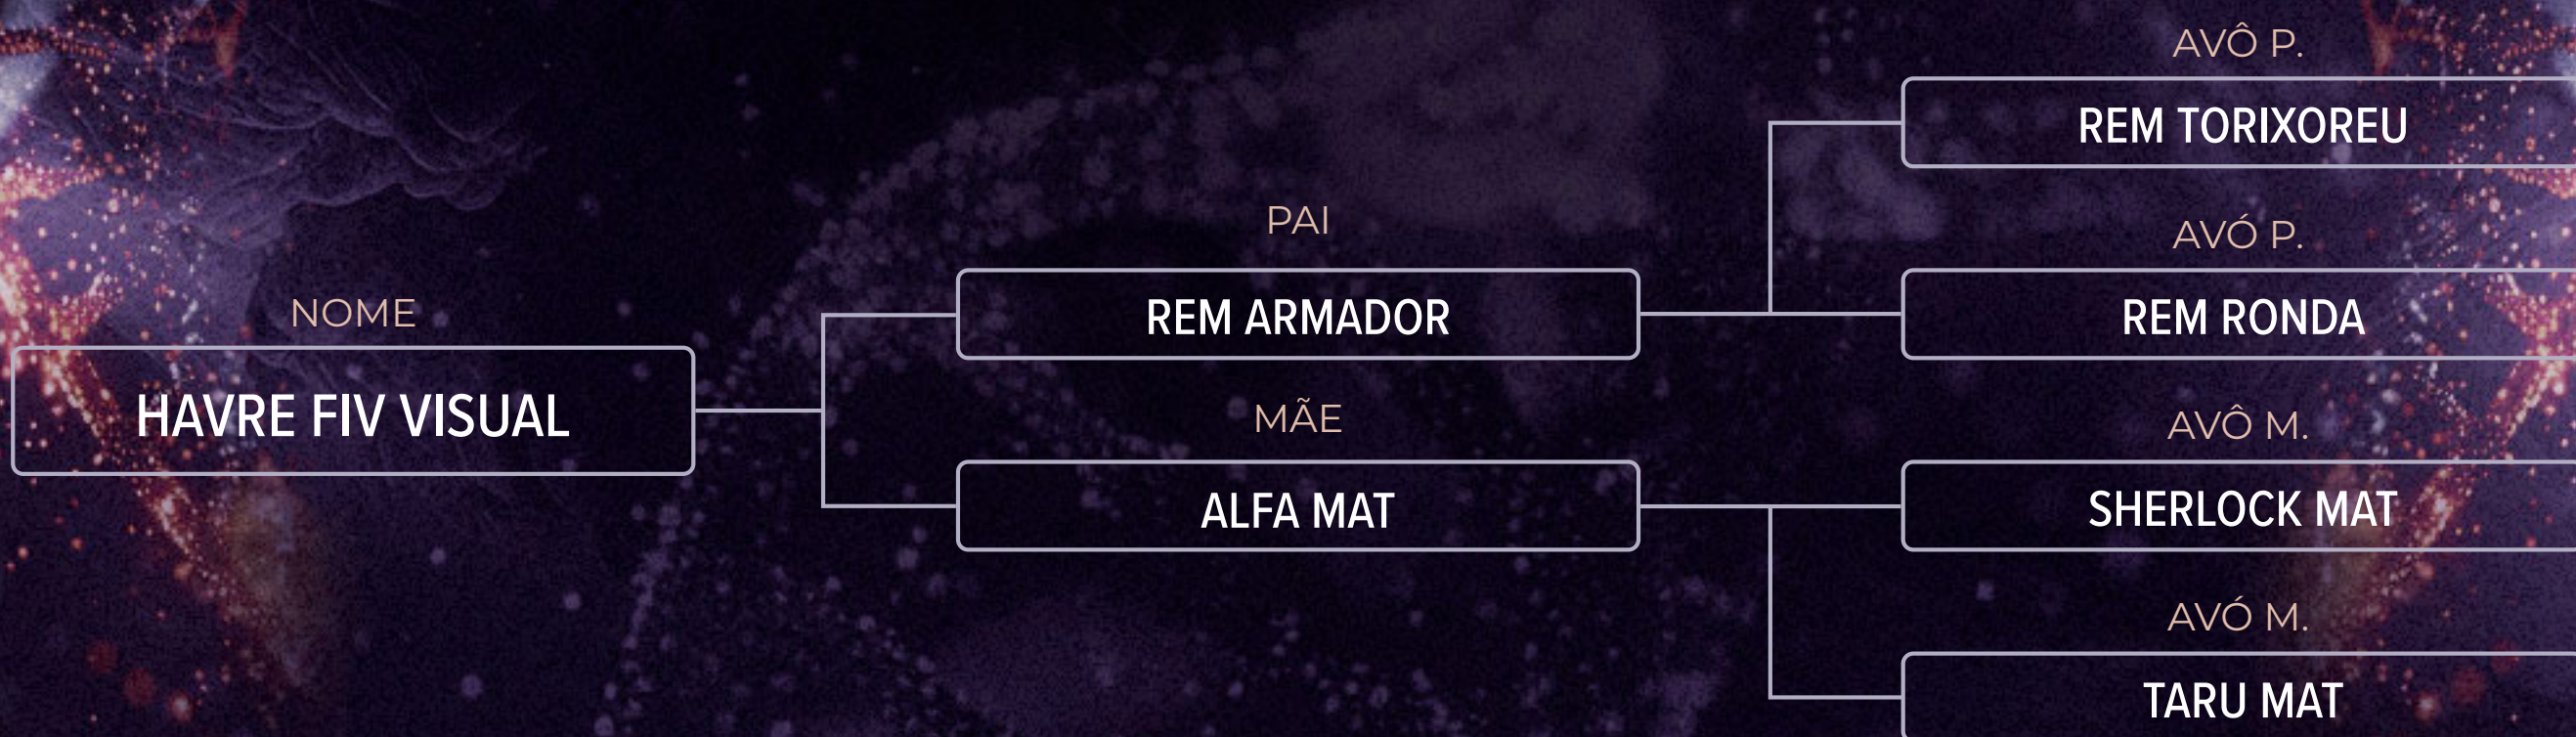 NOME
HAVRE FIV VISUAL
PAI
REM ARMADOR
MÃE
ALFA MAT
AVÔ P.
REM TORIXOREU
AVÓ P.
REM RONDA
AVÔ M.
SHERLOCK MAT
AVÓ M.
TARU MAT